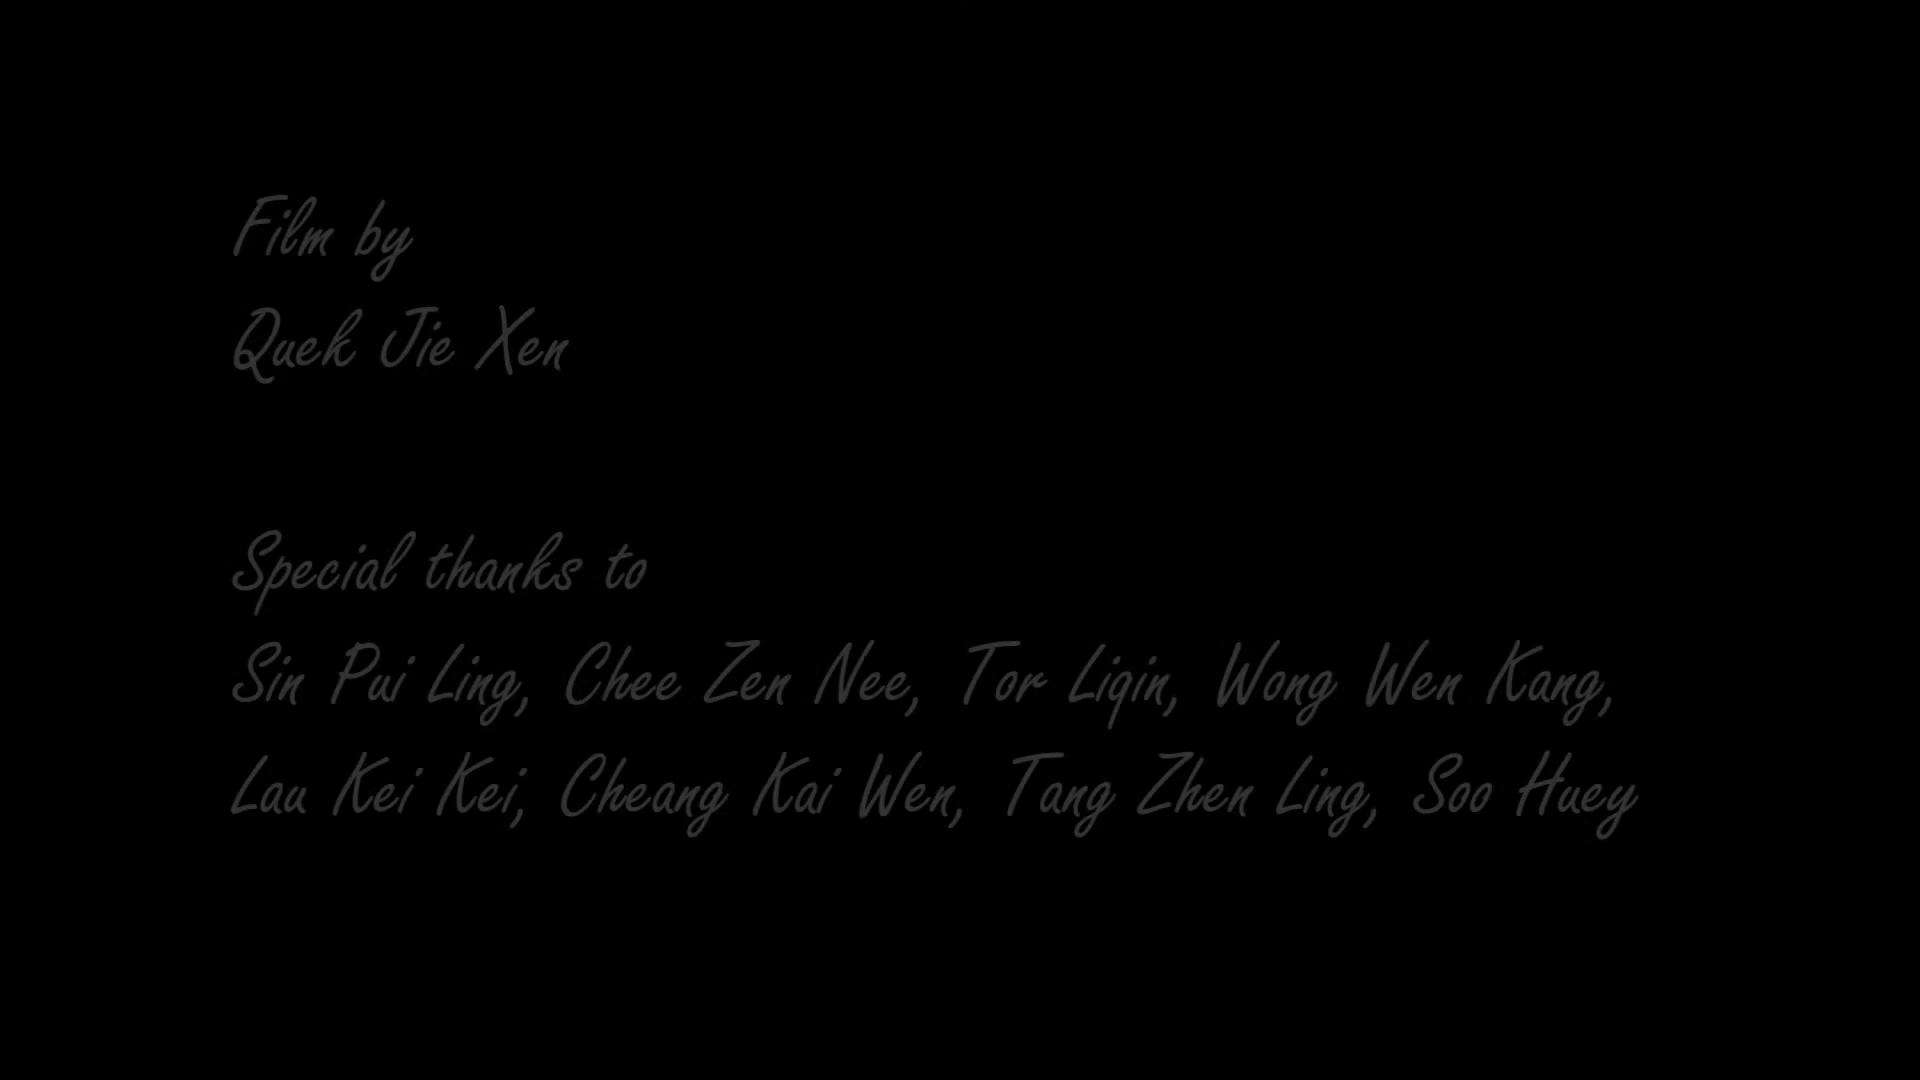 Film by
Quek Jie Xen
Special thanks to
Sin Pui Ling, Chee Zen Nee, Tor Liqin, Wong Wen Kang,
Lau Kei Kei, Cheang Kai Wen, Tang Zhen Ling, Soo Huey